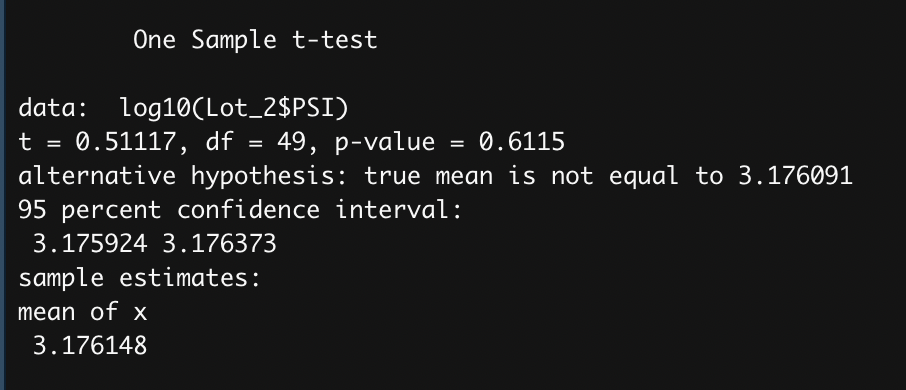 One Sample t-test
data:  log10(Lot_2$PSI)
t = 0.51117, df = 49, p-value = 0.6115
alternative hypothesis: true mean is not equal to 3.176091
95 percent confidence interval:
3.175924 3.176373
sample estimates:
mean of x
3.176148